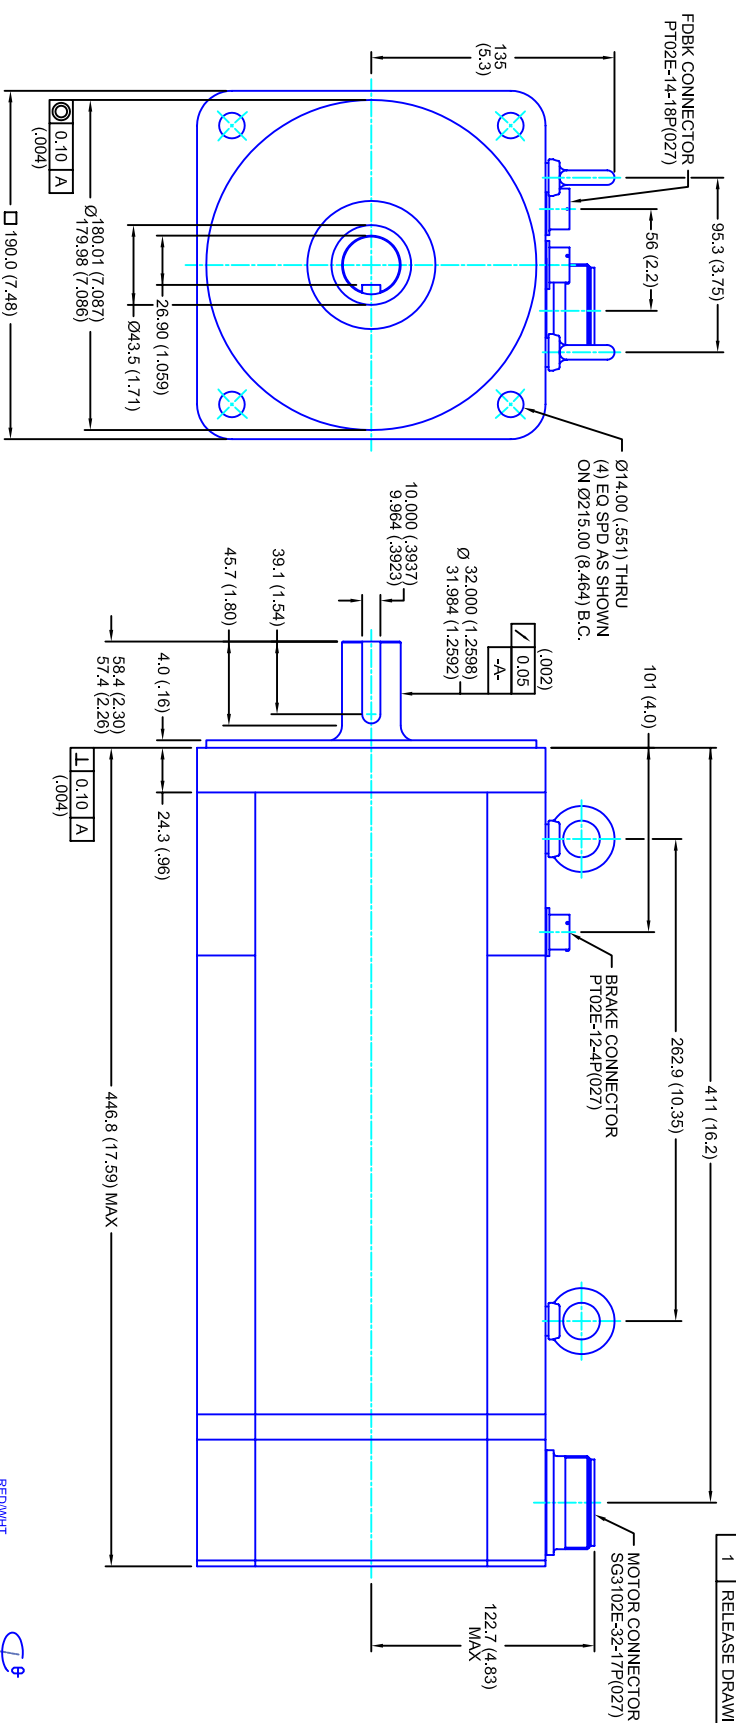 FDBK CONNECTOR
PT02E-14-18P(027)
135
(5.3)
95.3 (3.75)
56 (2.2)
26.90 (1.059)
Ø43.5 (1.71)
Ø180.01 (7.087)
179.98 (7.086)
◎ 0.10 A
(.004)
□ 190.0 (7.48)
Ø14.00 (.551) THRU
(4) EQ SPD AS SHOWN
ON Ø215.00 (8.464) B.C.
1 RELEASE DRAWI
411 (16.2)
101 (4.0)
262.9 (10.35)
BRAKE CONNECTOR
PT02E-12-4P(027)
MOTOR CONNECTOR
SG3102E-32-17P(027)
(.002)
0.05
-A-
Ø 32.000 (1.2598)
31.984 (1.2592)
10.000 (.3937)
9.964 (.3923)
39.1 (1.54)
45.7 (1.80)
4.0 (.16)
58.4 (2.30)
57.4 (2.26)
24.3 (.96)
⊥ 0.10 A
(.004)
446.8 (17.59) MAX
122.7 (4.83)
MAX
RED/WHT
θ